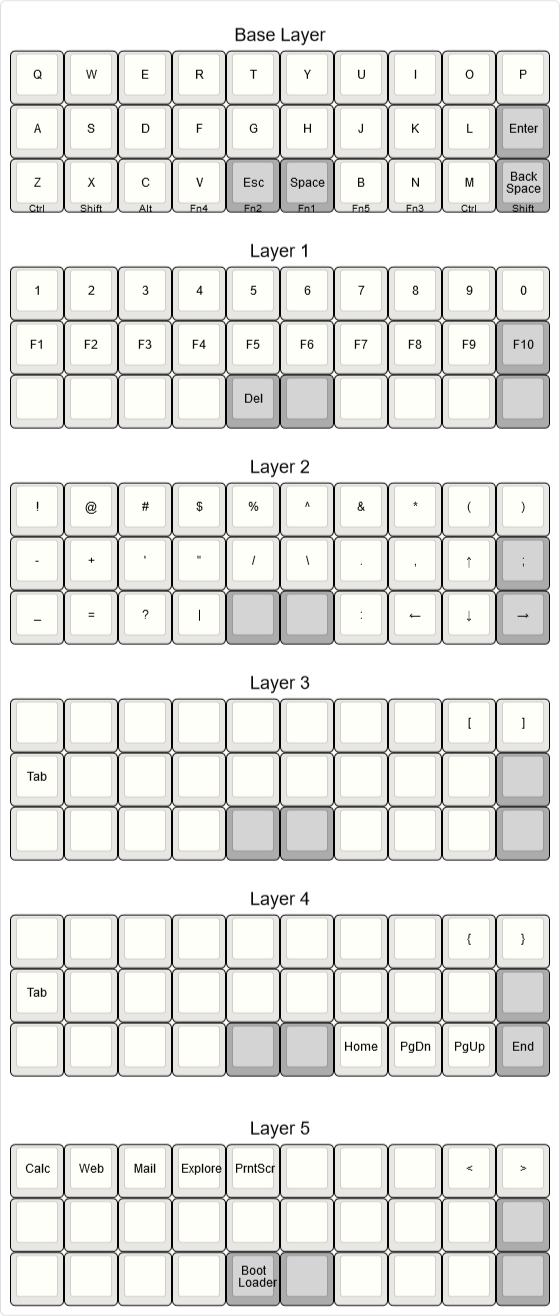 Base Layer
Q W E R T Y U I O P
A S D F G H J K L Enter
Z X C V Esc Space B N M Back Space
Ctrl Shift Alt Fn4 Fn2 Fn1 Fn5 Fn3 Ctrl Shift
Layer 1
1 2 3 4 5 6 7 8 9 0
F1 F2 F3 F4 F5 F6 F7 F8 F9 F10
Del
Layer 2
! @ # $ % ^ & * ( )
- + ' " / \ . , ↑ ;
_ = ? | : ← ↓ →
Layer 3
[ ]
Tab
Layer 4
{ }
Tab
Home PgDn PgUp End
Layer 5
Calc Web Mail Explore PrntScr < >
Boot
Loader